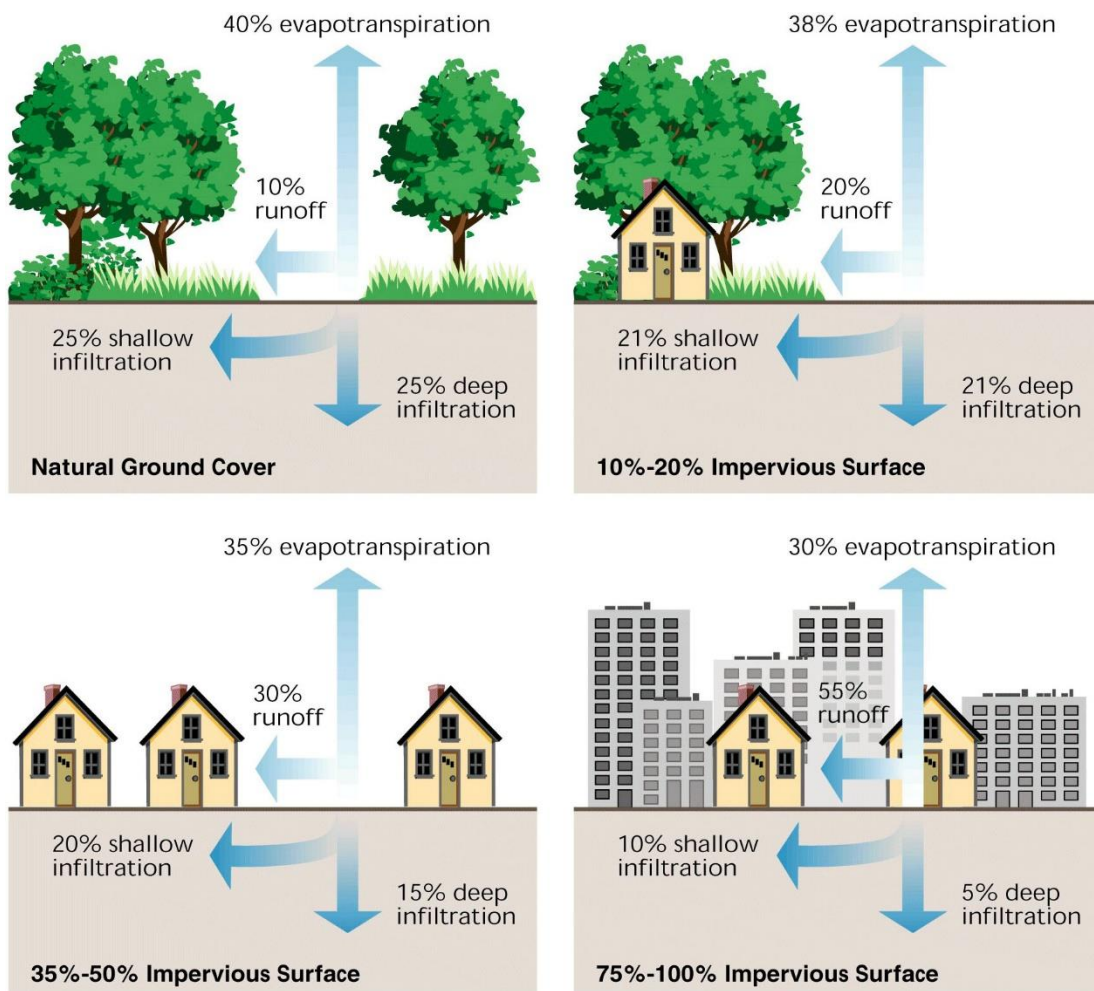 40% evapotranspiration
10%
runoff
25% shallow
infiltration
25% deep
infiltration
Natural Ground Cover
38% evapotranspiration
20%
runoff
21% shallow
infiltration
21% deep
infiltration
10%-20% Impervious Surface
35% evapotranspiration
30%
runoff
20% shallow
infiltration
15% deep
infiltration
35%-50% Impervious Surface
30% evapotranspiration
55%
runoff
10% shallow
infiltration
5% deep
infiltration
75%-100% Impervious Surface